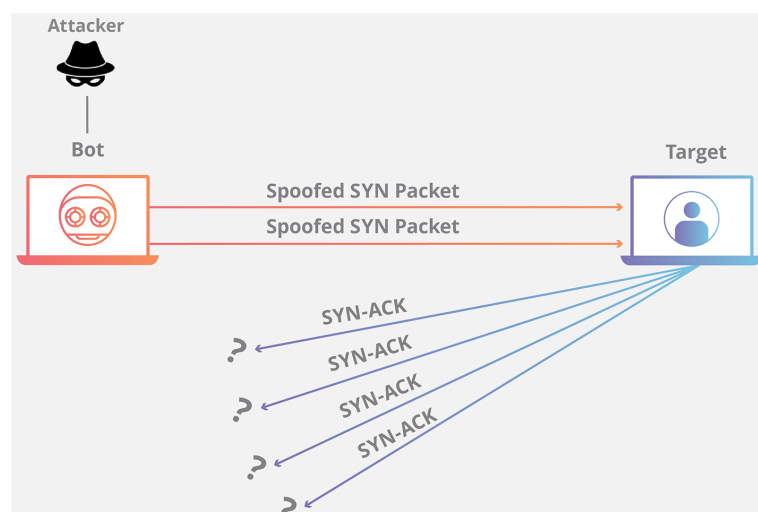 Attacker
Bot
Target
Spoofed SYN Packet
Spoofed SYN Packet
SYN-ACK
?
SYN-ACK
?
SYN-ACK
?
SYN-ACK
?